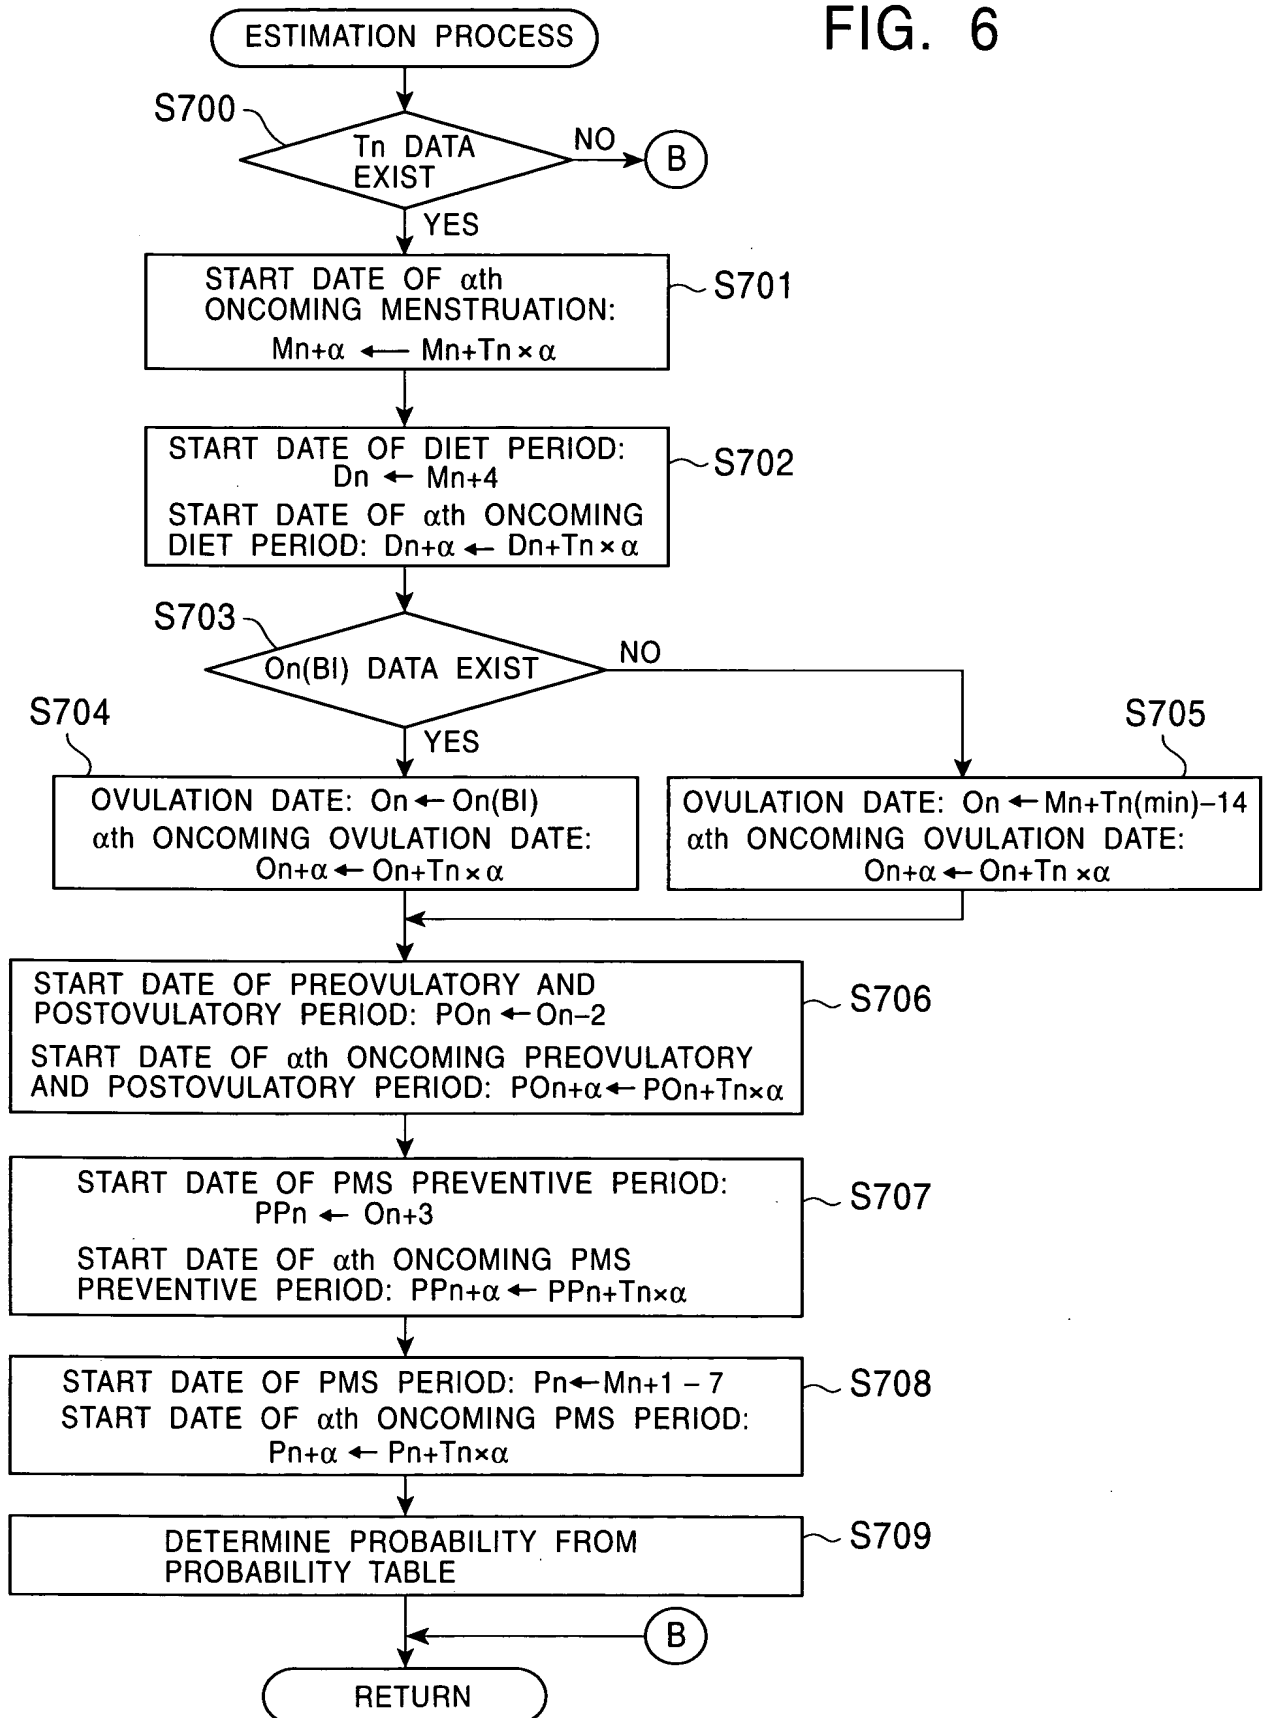 FIG. 6
ESTIMATION PROCESS
S700
Tn DATA
EXIST
NO
B
YES
START DATE OF αth
ONCOMING MENSTRUATION:
Mn+α ← Mn+Tn×α
S701
START DATE OF DIET PERIOD:
Dn ← Mn+4
START DATE OF αth ONCOMING
DIET PERIOD: Dn+α ← Dn+Tn×α
S702
S703
On(BI) DATA EXIST
NO
YES
S704
OVULATION DATE: On ← On(BI)
αth ONCOMING OVULATION DATE:
On+α ← On+Tn×α
S705
OVULATION DATE: On ← Mn+Tn(min)−14
αth ONCOMING OVULATION DATE:
On+α ← On+Tn ×α
START DATE OF PREOVULATORY AND
POSTOVULATORY PERIOD: POn ← On−2
START DATE OF αth ONCOMING PREOVULATORY
AND POSTOVULATORY PERIOD: POn+α ← POn+Tn×α
S706
START DATE OF PMS PREVENTIVE PERIOD:
PPn ← On+3
START DATE OF αth ONCOMING PMS
PREVENTIVE PERIOD: PPn+α ← PPn+Tn×α
S707
START DATE OF PMS PERIOD: Pn←Mn+1 − 7
START DATE OF αth ONCOMING PMS PERIOD:
Pn+α ← Pn+Tn×α
S708
DETERMINE PROBABILITY FROM
PROBABILITY TABLE
S709
B
RETURN